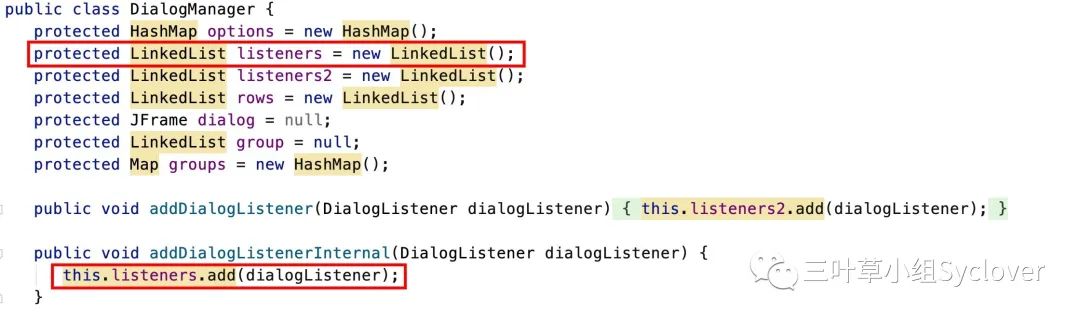 public class DialogManager {
protected HashMap options = new HashMap();
protected LinkedList listeners = new LinkedList();
protected LinkedList listeners2 = new LinkedList();
protected LinkedList rows = new LinkedList();
protected JFrame dialog = null;
protected LinkedList group = null;
protected Map groups = new HashMap();
public void addDialogListener(DialogListener dialogListener) { this.listeners2.add(dialogListener); }
public void addDialogListenerInternal(DialogListener dialogListener) {
this.listeners.add(dialogListener);
}
三叶草小组Syclover